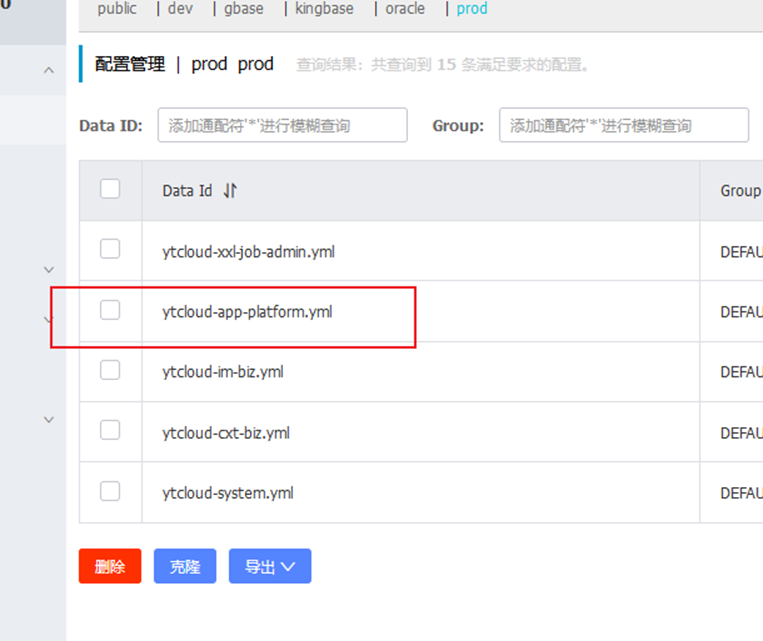 public | dev | gbase | kingbase | oracle | prod
配置管理 | prod prod 查询结果：共查询到 15 条满足要求的配置。
Data ID: 添加通配符'*'进行模糊查询 Group: 添加通配符'*'进行模糊查询
Data Id Group
ytcloud-xxl-job-admin.yml DEFAU
ytcloud-app-platform.yml DEFAU
ytcloud-im-biz.yml DEFAU
ytcloud-cxt-biz.yml DEFAU
ytcloud-system.yml DEFAU
删除 克隆 导出